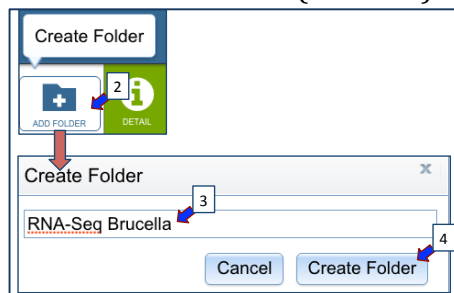 Create Folder
2
ADD FOLDER
DETAIL
Create Folder
x
3
RNA-Seq Brucella
4
Cancel
Create Folder